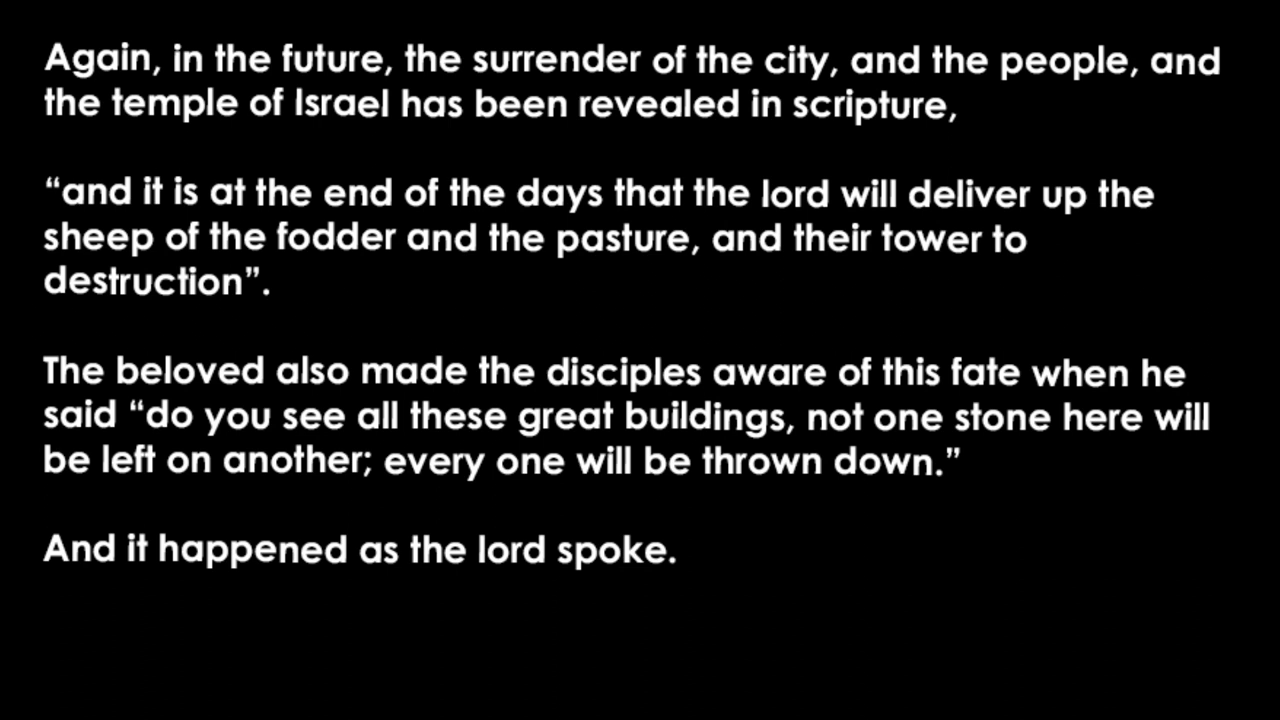 Again, in the future, the surrender of the city, and the people, and
the temple of Israel has been revealed in scripture,
“and it is at the end of the days that the lord will deliver up the
sheep of the fodder and the pasture, and their tower to
destruction”.
The beloved also made the disciples aware of this fate when he
said “do you see all these great buildings, not one stone here will
be left on another; every one will be thrown down.”
And it happened as the lord spoke.